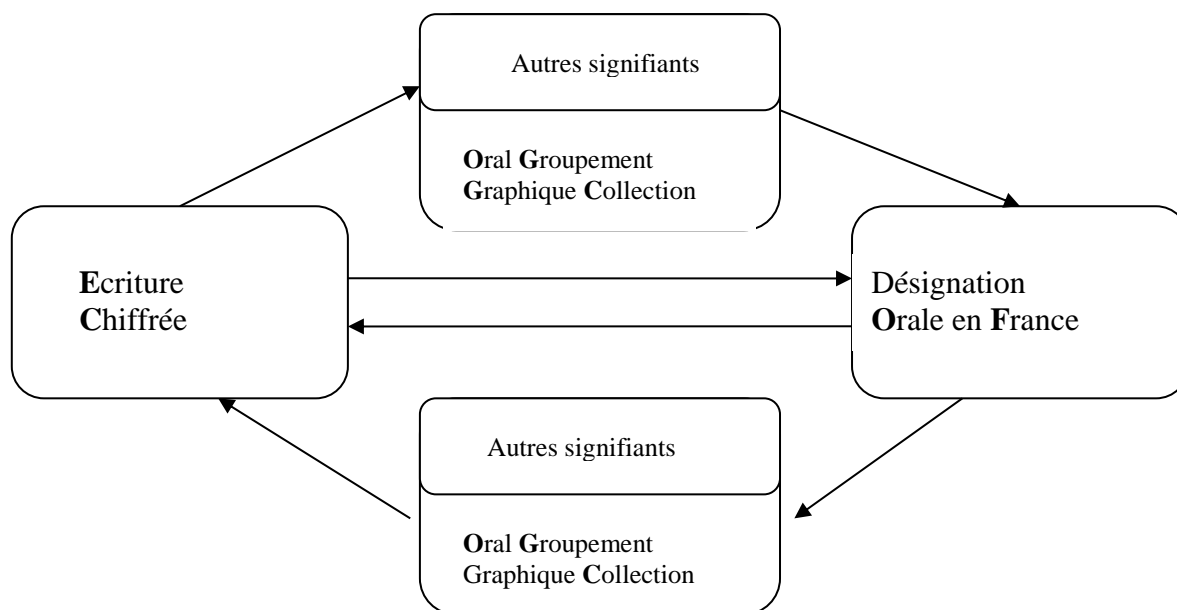 Autres signifiants
Oral Groupement
Graphique Collection
Ecriture
Chiffrée
Désignation
Orale en France
Autres signifiants
Oral Groupement
Graphique Collection